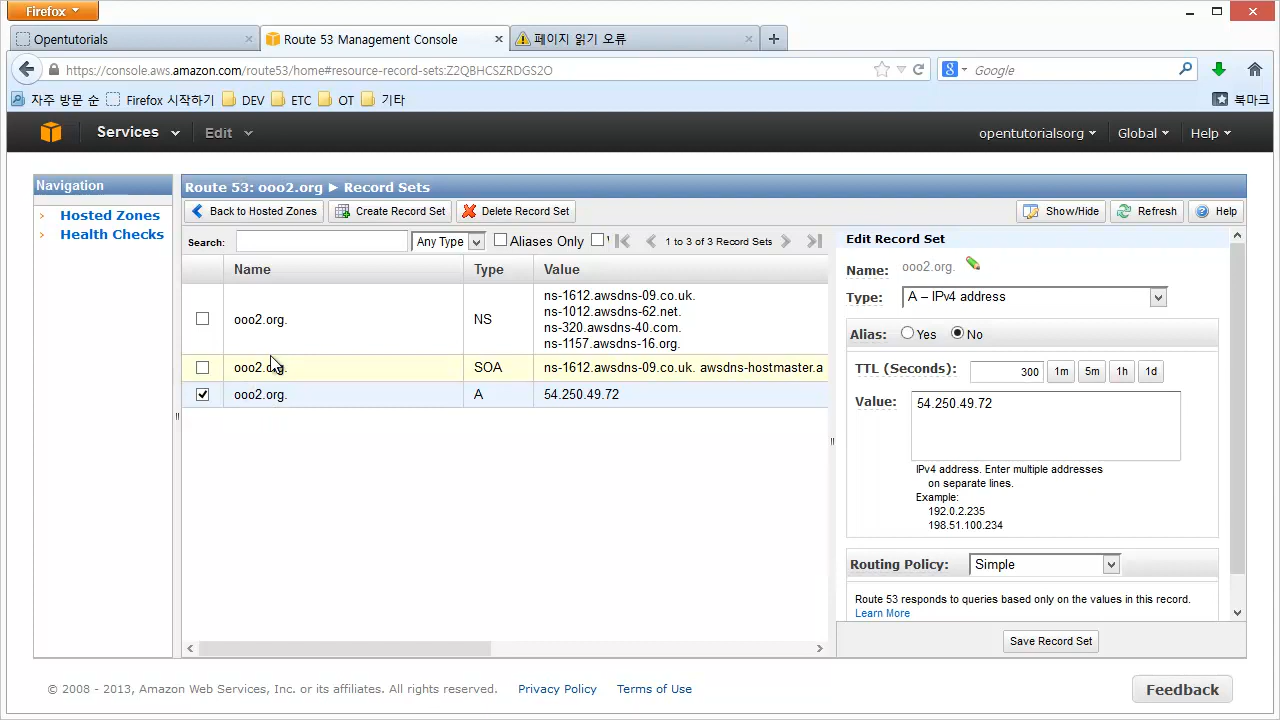 Firefox
Opentutorials
Route 53 Management Console
페이지 읽기 오류
https://console.aws.amazon.com/route53/home#resource-record-sets:Z2QBHCSZRDGS2O
Google
자주 방문 순
Firefox 시작하기
DEV
ETC
OT
기타
북마크
Services
Edit
opentutorialsorg
Global
Help
Navigation
Hosted Zones
Health Checks
Route 53: ooo2.org ▶ Record Sets
Back to Hosted Zones
Create Record Set
Delete Record Set
Show/Hide
Refresh
Help
Search:
Any Type
Aliases Only
1 to 3 of 3 Record Sets
Name Type Value
ooo2.org. NS
ns-1612.awsdns-09.co.uk.
ns-1012.awsdns-62.net.
ns-320.awsdns-40.com.
ns-1157.awsdns-16.org.
ooo2.org. SOA ns-1612.awsdns-09.co.uk. awsdns-hostmaster.a
ooo2.org. A 54.250.49.72
Edit Record Set
Name: ooo2.org.
Type: A – IPv4 address
Alias: Yes No
TTL (Seconds): 300 1m 5m 1h 1d
Value: 54.250.49.72
IPv4 address. Enter multiple addresses
on separate lines.
Example:
192.0.2.235
198.51.100.234
Routing Policy: Simple
Route 53 responds to queries based only on the values in this record.
Learn More
Save Record Set
© 2008 - 2013, Amazon Web Services, Inc. or its affiliates. All rights reserved.
Privacy Policy
Terms of Use
Feedback